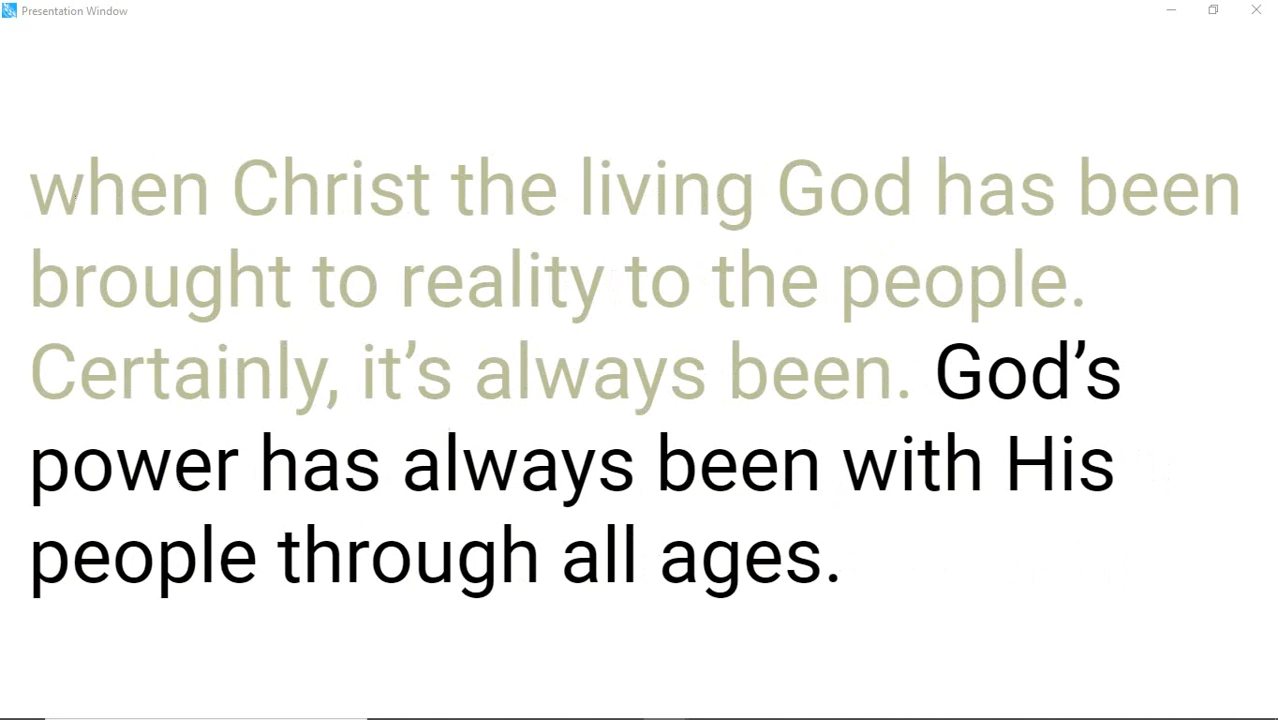 Presentation Window
when Christ the living God has been
brought to reality to the people.
Certainly, it’s always been. God’s
power has always been with His
people through all ages.